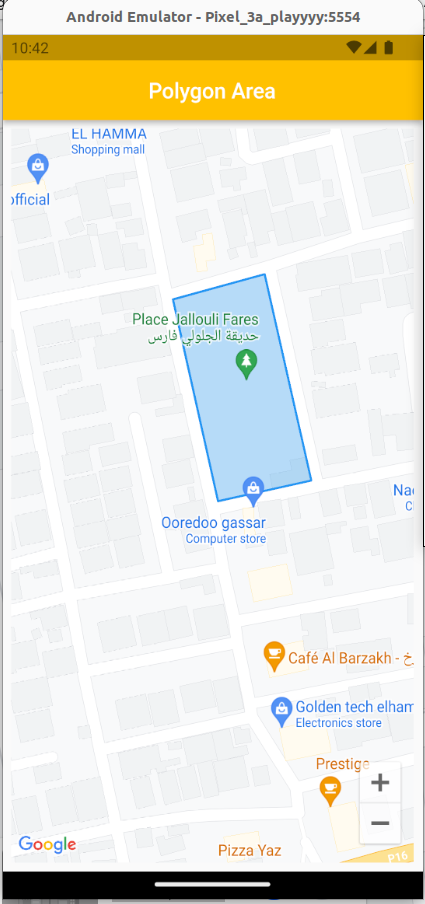 Android Emulator - Pixel_3a_playyyy:5554
10:42
Polygon Area
EL HAMMA
Shopping mall
official
Place Jallouli Fares
حديقة الجلولي فارس
Ooredoo gassar
Computer store
Café Al Barzakh -
Golden tech elham
Electronics store
Prestige
+
−
Google
Pizza Yaz
P16